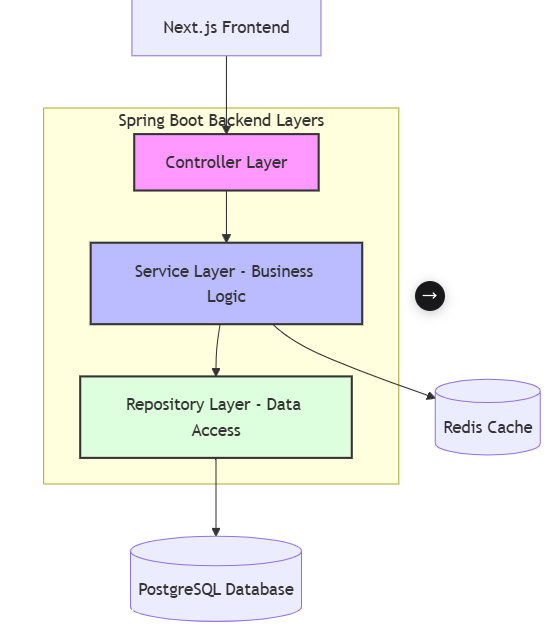 Next.js Frontend
Spring Boot Backend Layers
Controller Layer
Service Layer - Business
Logic
→
Repository Layer - Data
Access
Redis Cache
PostgreSQL Database